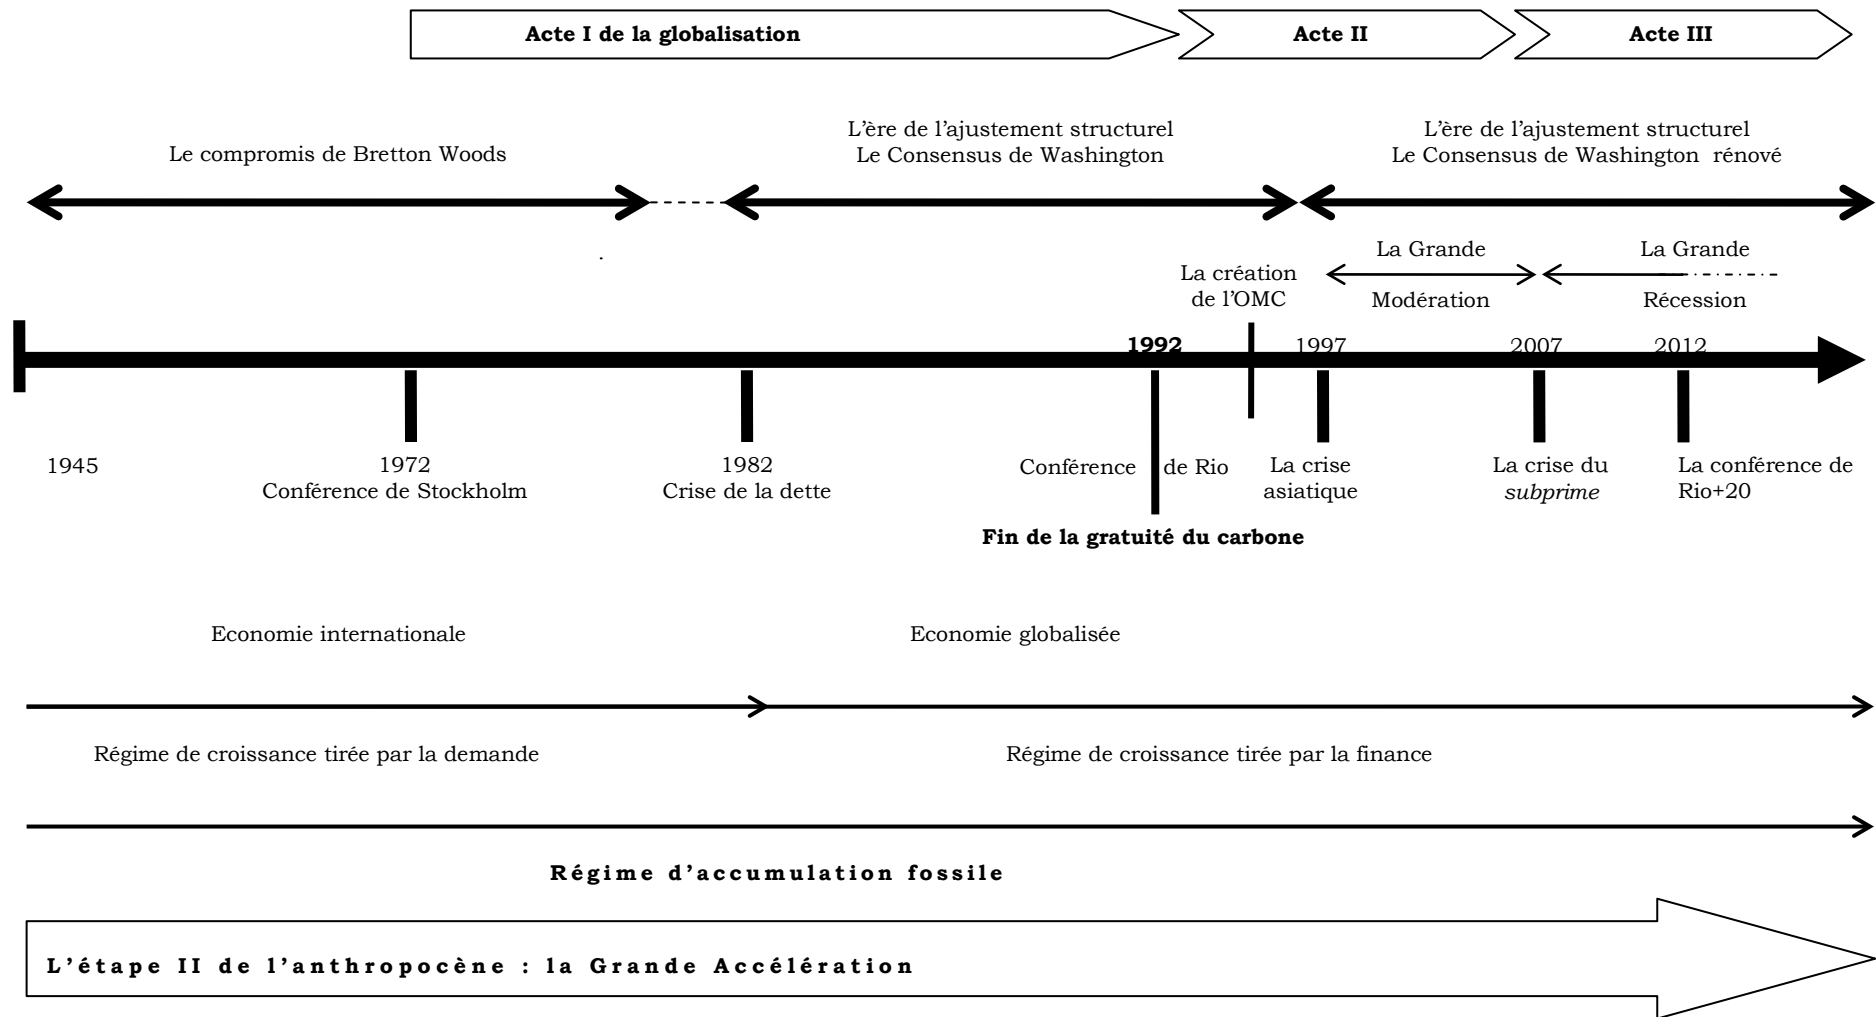 Acte I de la globalisation
Acte II
Acte III
Le compromis de Bretton Woods
L’ère de l’ajustement structurel
Le Consensus de Washington
L’ère de l’ajustement structurel
Le Consensus de Washington rénové
La Grande
Modération
La Grande
Récession
La création
de l’OMC
1992
1997
2007
2012
1945
1972
Conférence de Stockholm
1982
Crise de la dette
Conférence de Rio
Fin de la gratuité du carbone
La crise
asiatique
La crise du
subprime
La conférence de
Rio+20
Economie internationale
Economie globalisée
Régime de croissance tirée par la demande
Régime de croissance tirée par la finance
Régime d’accumulation fossile
L’étape II de l’anthropocène : la Grande Accélération